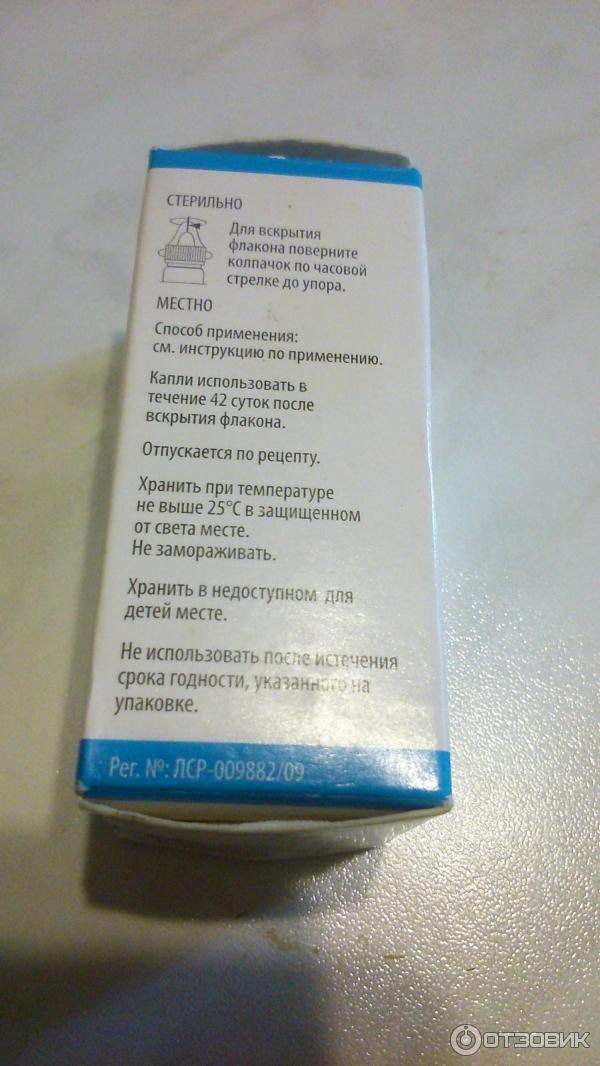 СТЕРИЛЬНО
Для вскрытия
флакона поверните
колпачок по часовой
стрелке до упора.
МЕСТНО
Способ применения:
см. инструкцию по применению.
Капли использовать в
течение 42 суток после
вскрытия флакона.
Отпускается по рецепту.
Хранить при температуре
не выше 25°С в защищенном
от света месте.
Не замораживать.
Хранить в недоступном для
детей месте.
Не использовать после истечения
срока годности, указанного на
упаковке.
Рег. №: ЛСР-009882/09
ОТЗОВИК